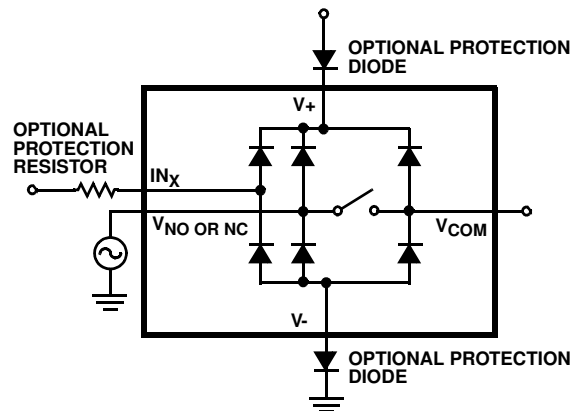 OPTIONAL PROTECTION
DIODE
V+
OPTIONAL
PROTECTION
RESISTOR
INX
VNO OR NC
VCOM
V-
OPTIONAL PROTECTION
DIODE